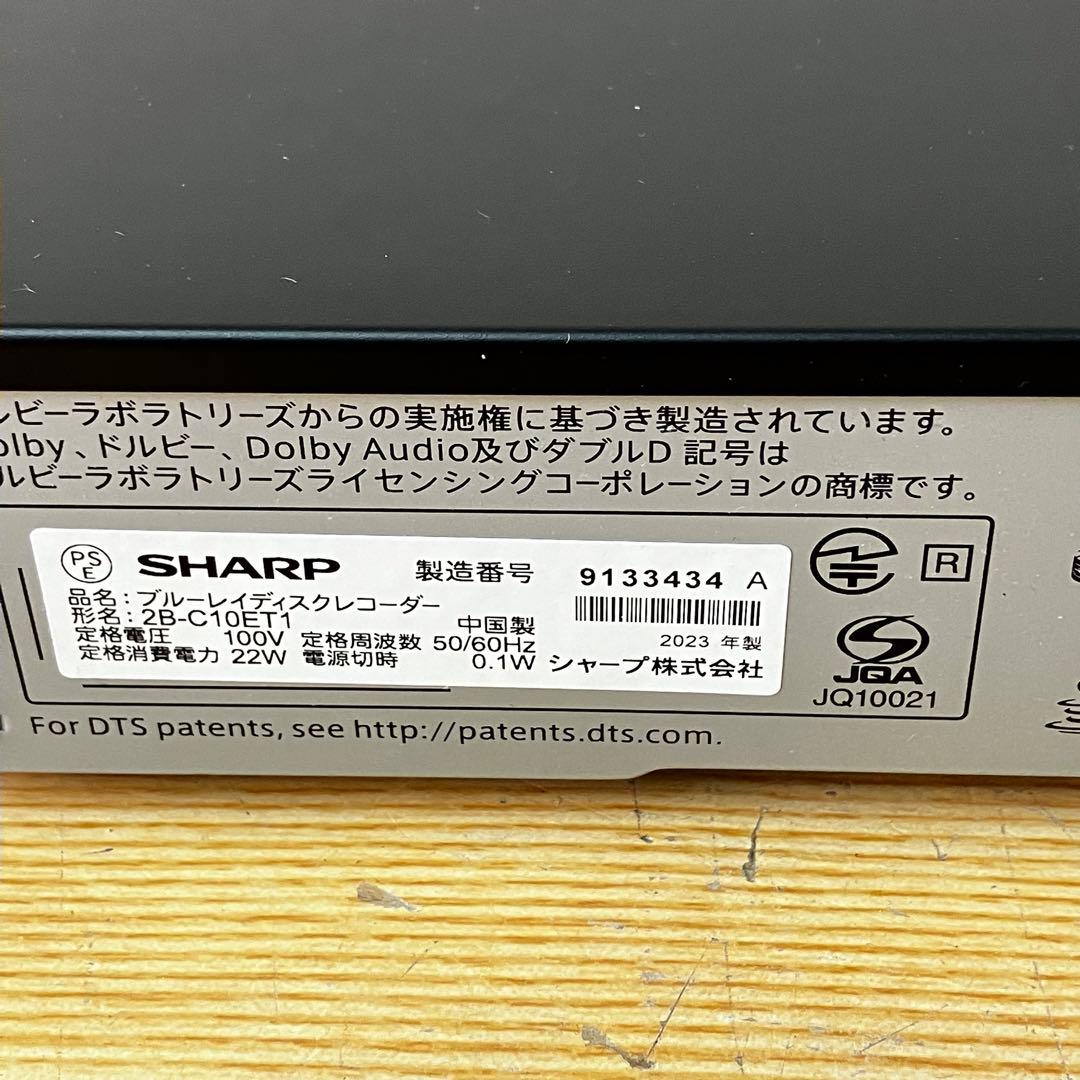 ルビーラボラトリーズからの実施権に基づき製造されています。
olby、ドルビー、Dolby Audio及びダブルD 記号は
ルビーラボラトリーズライセンシングコーポレーションの商標です。
PSE SHARP 製造番号 9133434 A
品名:ブルーレイディスクレコーダー
形名:2B-C10ET1 中国製
定格電圧 100V 定格周波数 50/60Hz 2023 年製
定格消費電力 22W 電源切時 0.1W シャープ株式会社
R
JQA
JQ10021
For DTS patents, see http://patents.dts.com.